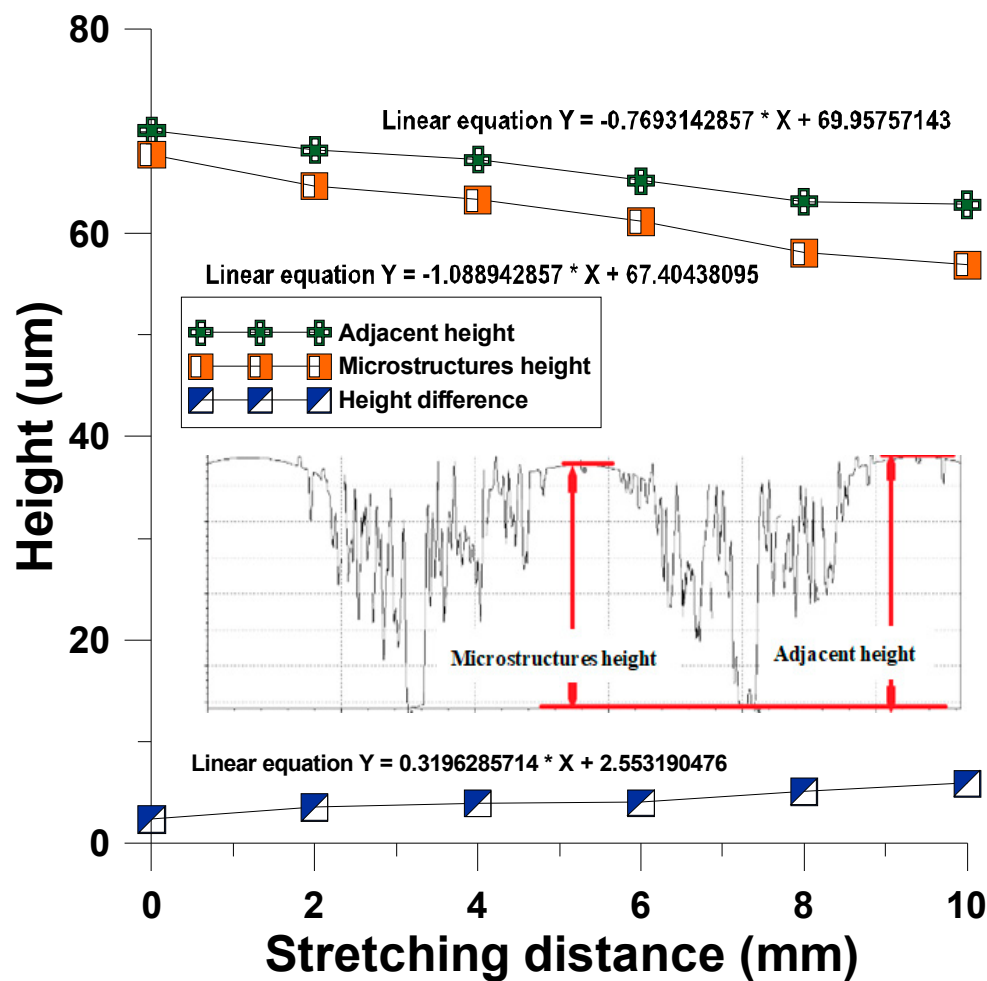 80
Linear equation Y = -0.7693142857 * X + 69.95757143
60
Linear equation Y = -1.088942857 * X + 67.40438095
Adjacent height
Microstructures height
Height difference
40
Height (um)
20
Microstructures height
Adjacent height
Linear equation Y = 0.3196285714 * X + 2.553190476
0
0 2 4 6 8 10
Stretching distance (mm)